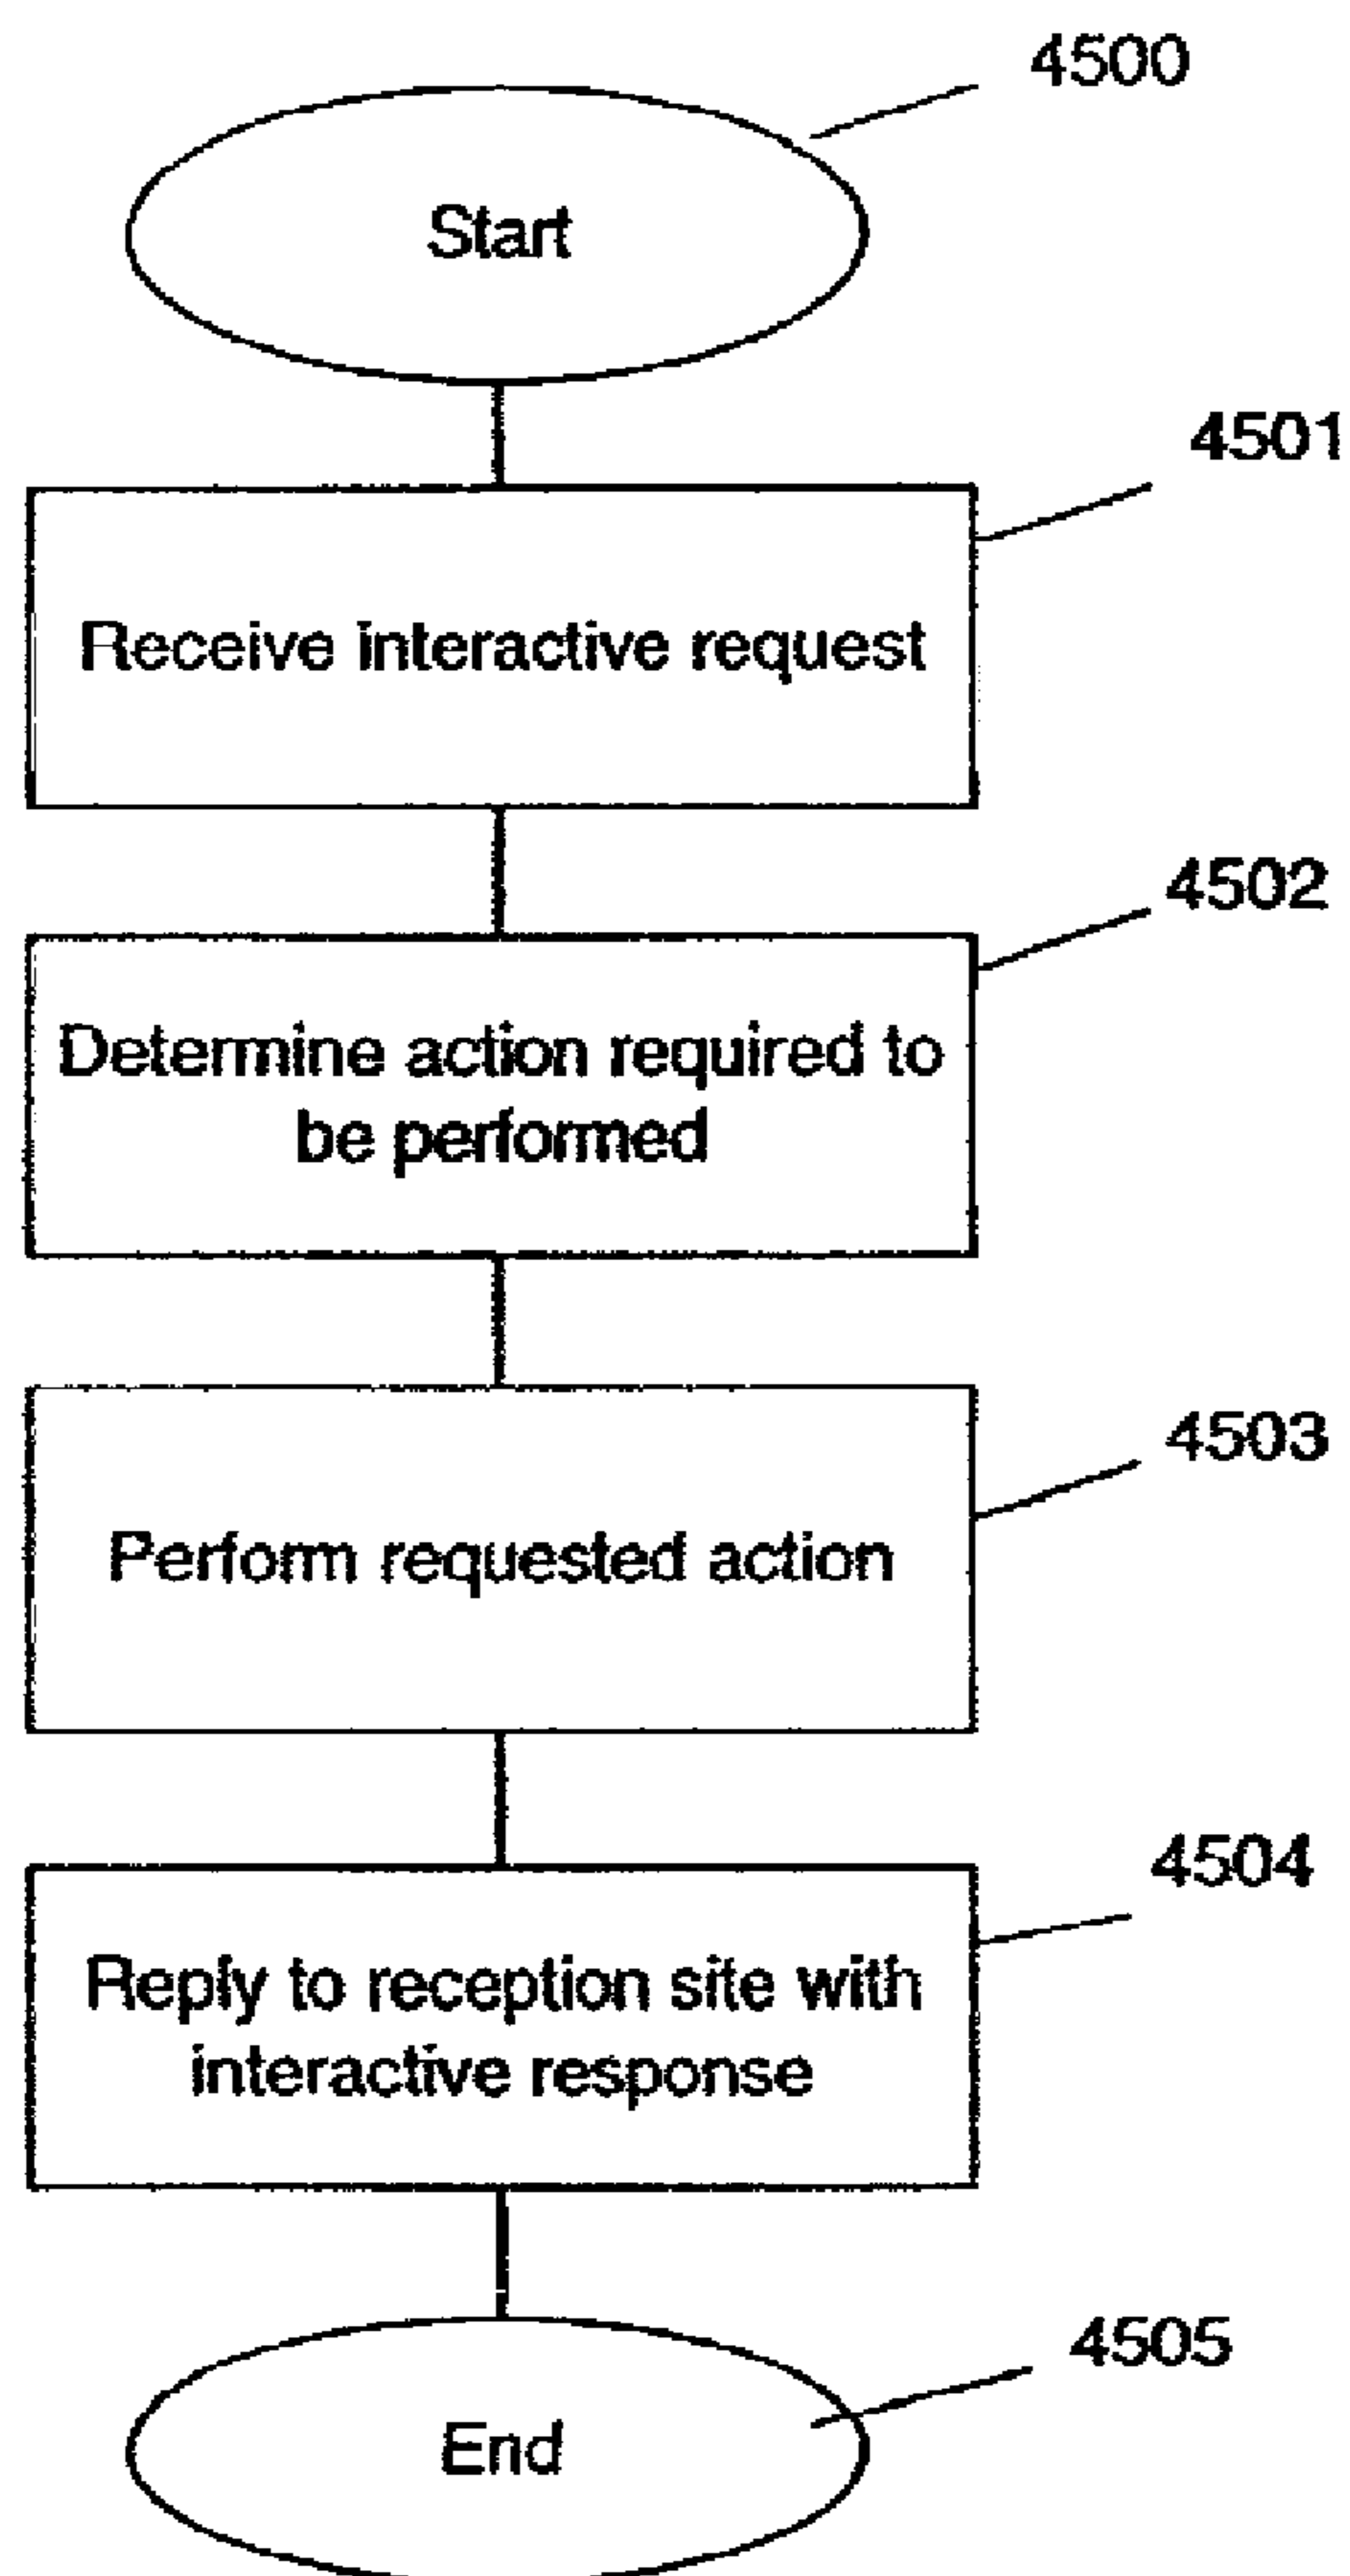 4500
Start
4501
Receive interactive request
4502
Determine action required to
be performed
4503
Perform requested action
4504
Reply to reception site with
interactive response
4505
End